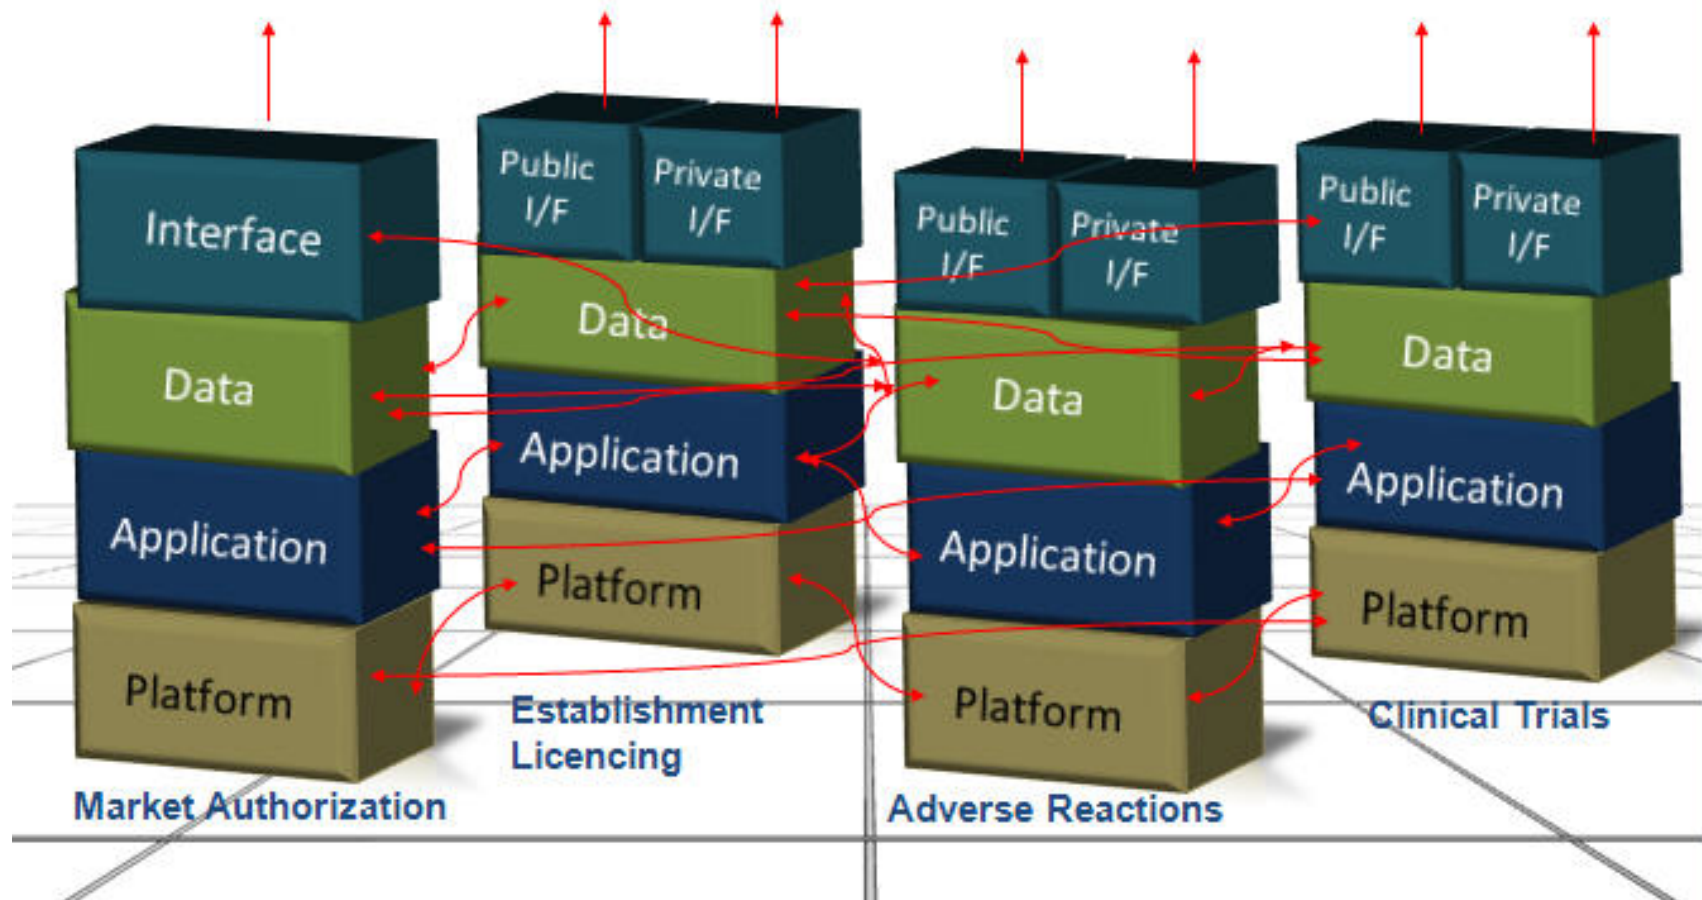 Interface
Data
Application
Platform
Market Authorization
Public
I/F
Private
I/F
Data
Application
Platform
Establishment
Licencing
Public
I/F
Private
I/F
Data
Application
Platform
Adverse Reactions
Public
I/F
Private
I/F
Data
Application
Platform
Clinical Trials